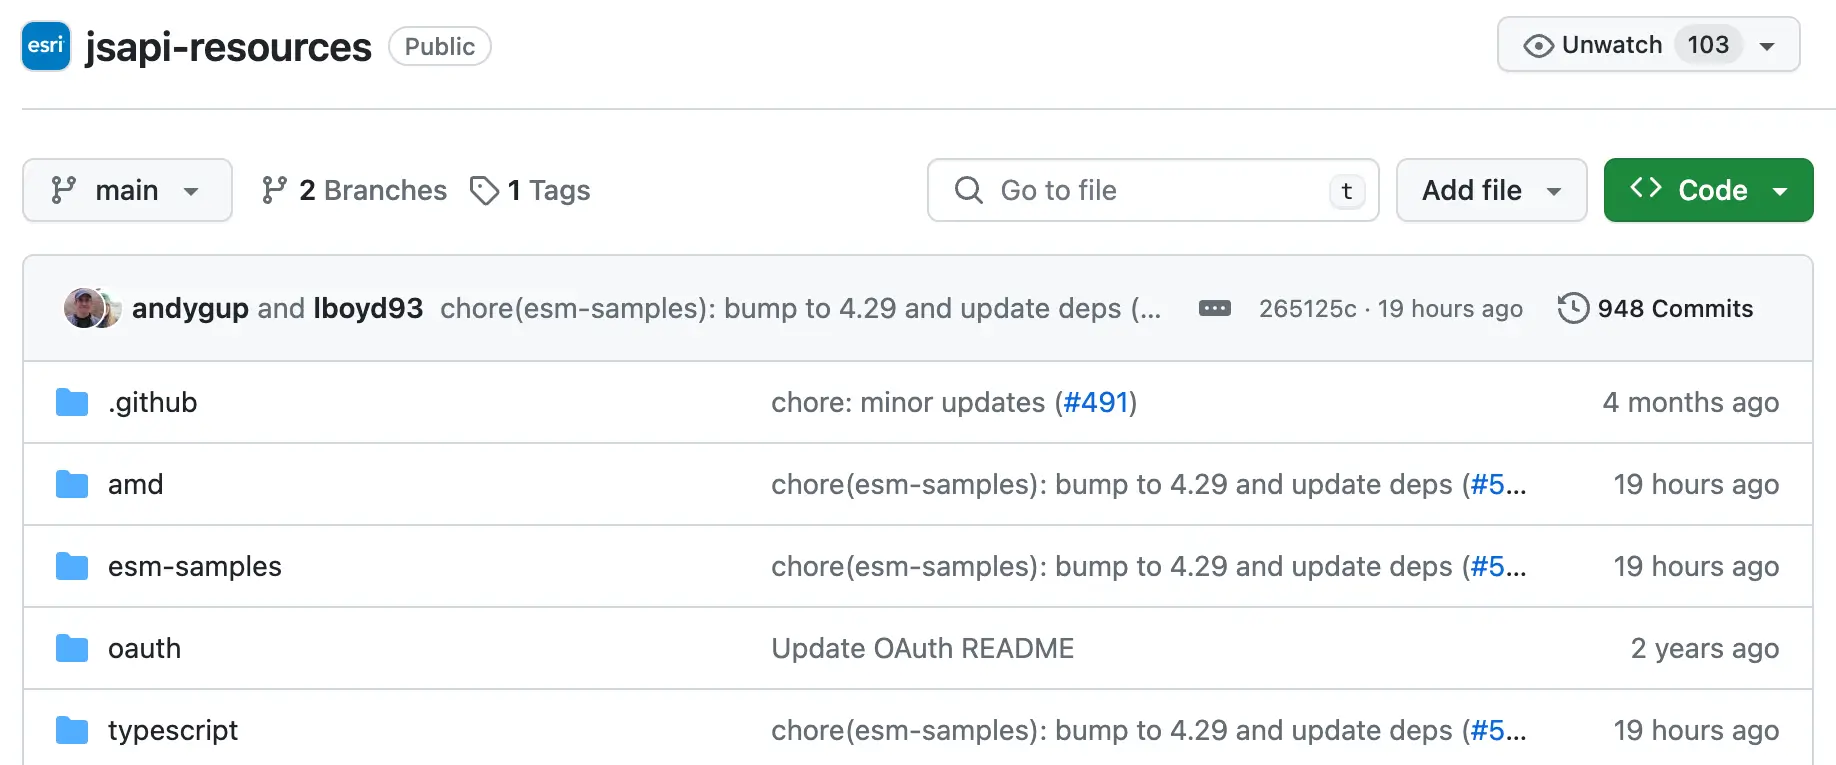 esri jsapi-resources Public Unwatch 103
main 2 Branches 1 Tags Go to file t Add file Code
andygup and lboyd93 chore(esm-samples): bump to 4.29 and update deps (... 265125c · 19 hours ago 948 Commits
.github chore: minor updates (#491) 4 months ago
amd chore(esm-samples): bump to 4.29 and update deps (#5... 19 hours ago
esm-samples chore(esm-samples): bump to 4.29 and update deps (#5... 19 hours ago
oauth Update OAuth README 2 years ago
typescript chore(esm-samples): bump to 4.29 and update deps (#5... 19 hours ago